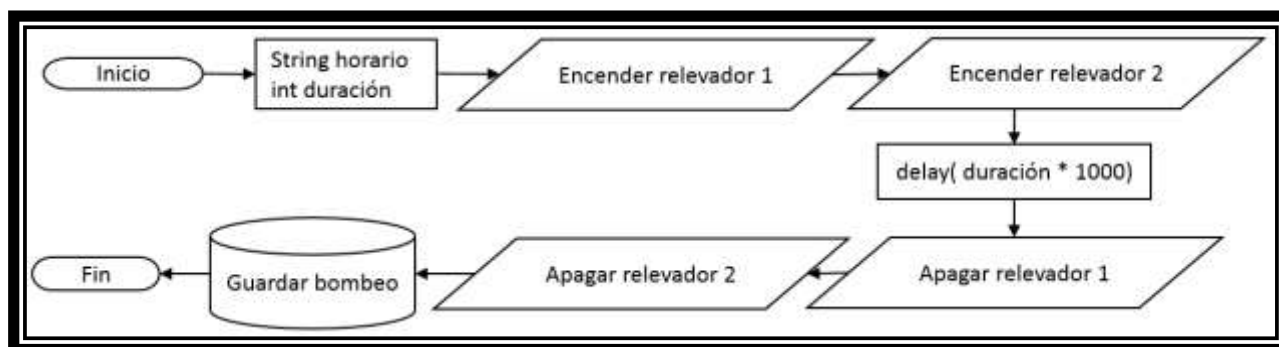 Inicio
String horario
int duración
Encender relevador 1
Encender relevador 2
delay( duración * 1000)
Apagar relevador 1
Apagar relevador 2
Guardar bombeo
Fin